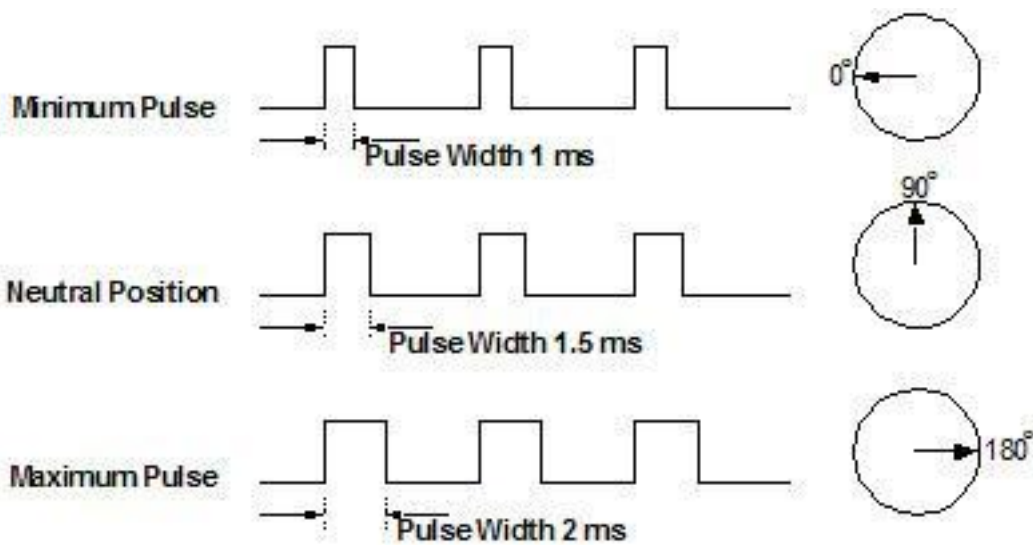 0°
Minimum Pulse
Pulse Width 1 ms
90°
Neutral Position
Pulse Width 1.5 ms
180°
Maximum Pulse
Pulse Width 2 ms